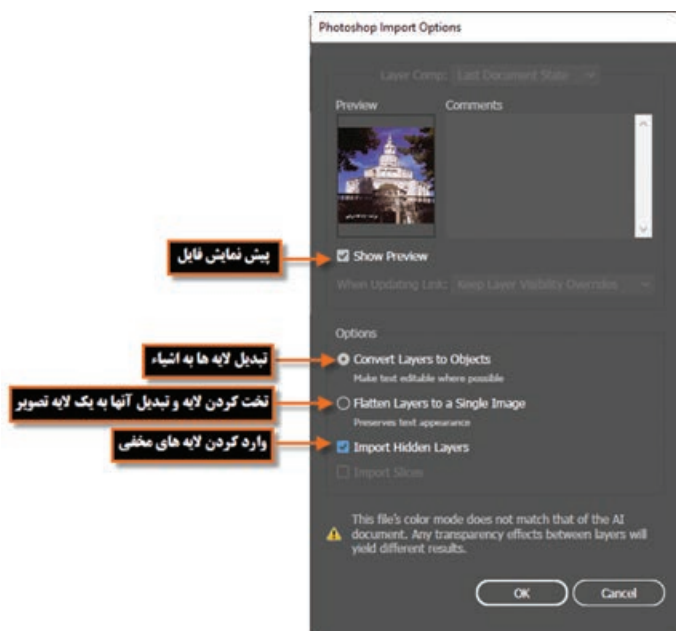 Photoshop Import Options
Layer Comp: Last Document State
Preview
Comments
پیش نمایش فایل
Show Preview
When Updating Link: Keep Layer Visibility Overrides
Options
تبدیل لایه ها به اشیاء
Convert Layers to Objects
Make text editable where possible
تخت کردن لایه و تبدیل آنها به یک لایه تصویر
Flatten Layers to a Single Image
Preserves text appearance
وارد کردن لایه های مخفی
Import Hidden Layers
Import Slices
This file's color mode does not match that of the AI
document. Any transparency effects between layers will
yield different results.
OK
Cancel